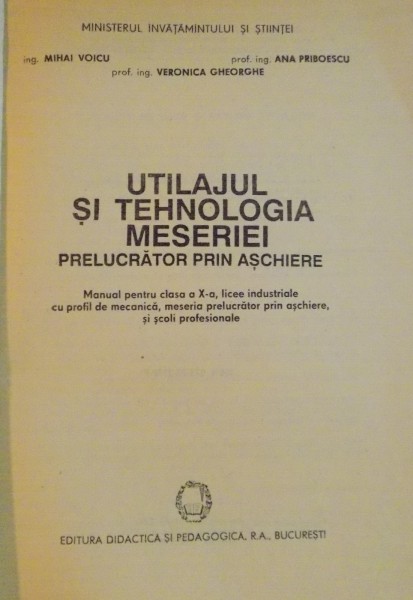 MINISTERUL INVĂȚĂMÎNTULUI ȘI ȘTIINȚEI
ing. MIHAI VOICU prof. ing. ANA PRIBOESCU
prof. ing. VERONICA GHEORGHE
UTILAJUL
ȘI TEHNOLOGIA
MESERIEI
PRELUCRĂTOR PRIN AȘCHIERE
Manual pentru clasa a X-a, licee industriale
cu profil de mecanică, meseria prelucrător prin așchiere,
și școli profesionale
EDITURA DIDACTICĂ ȘI PEDAGOGICĂ, R.A., BUCUREȘTI